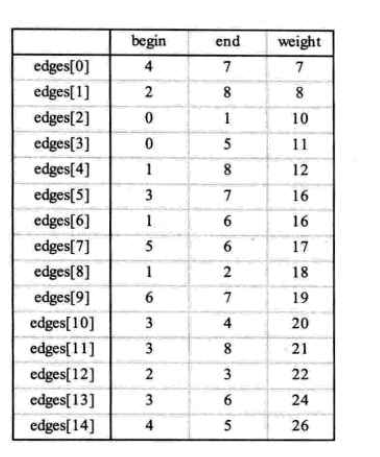 begin end weight
edges[0] 4 7 7
edges[1] 2 8 8
edges[2] 0 1 10
edges[3] 0 5 11
edges[4] 1 8 12
edges[5] 3 7 16
edges[6] 1 6 16
edges[7] 5 6 17
edges[8] 1 2 18
edges[9] 6 7 19
edges[10] 3 4 20
edges[11] 3 8 21
edges[12] 2 3 22
edges[13] 3 6 24
edges[14] 4 5 26